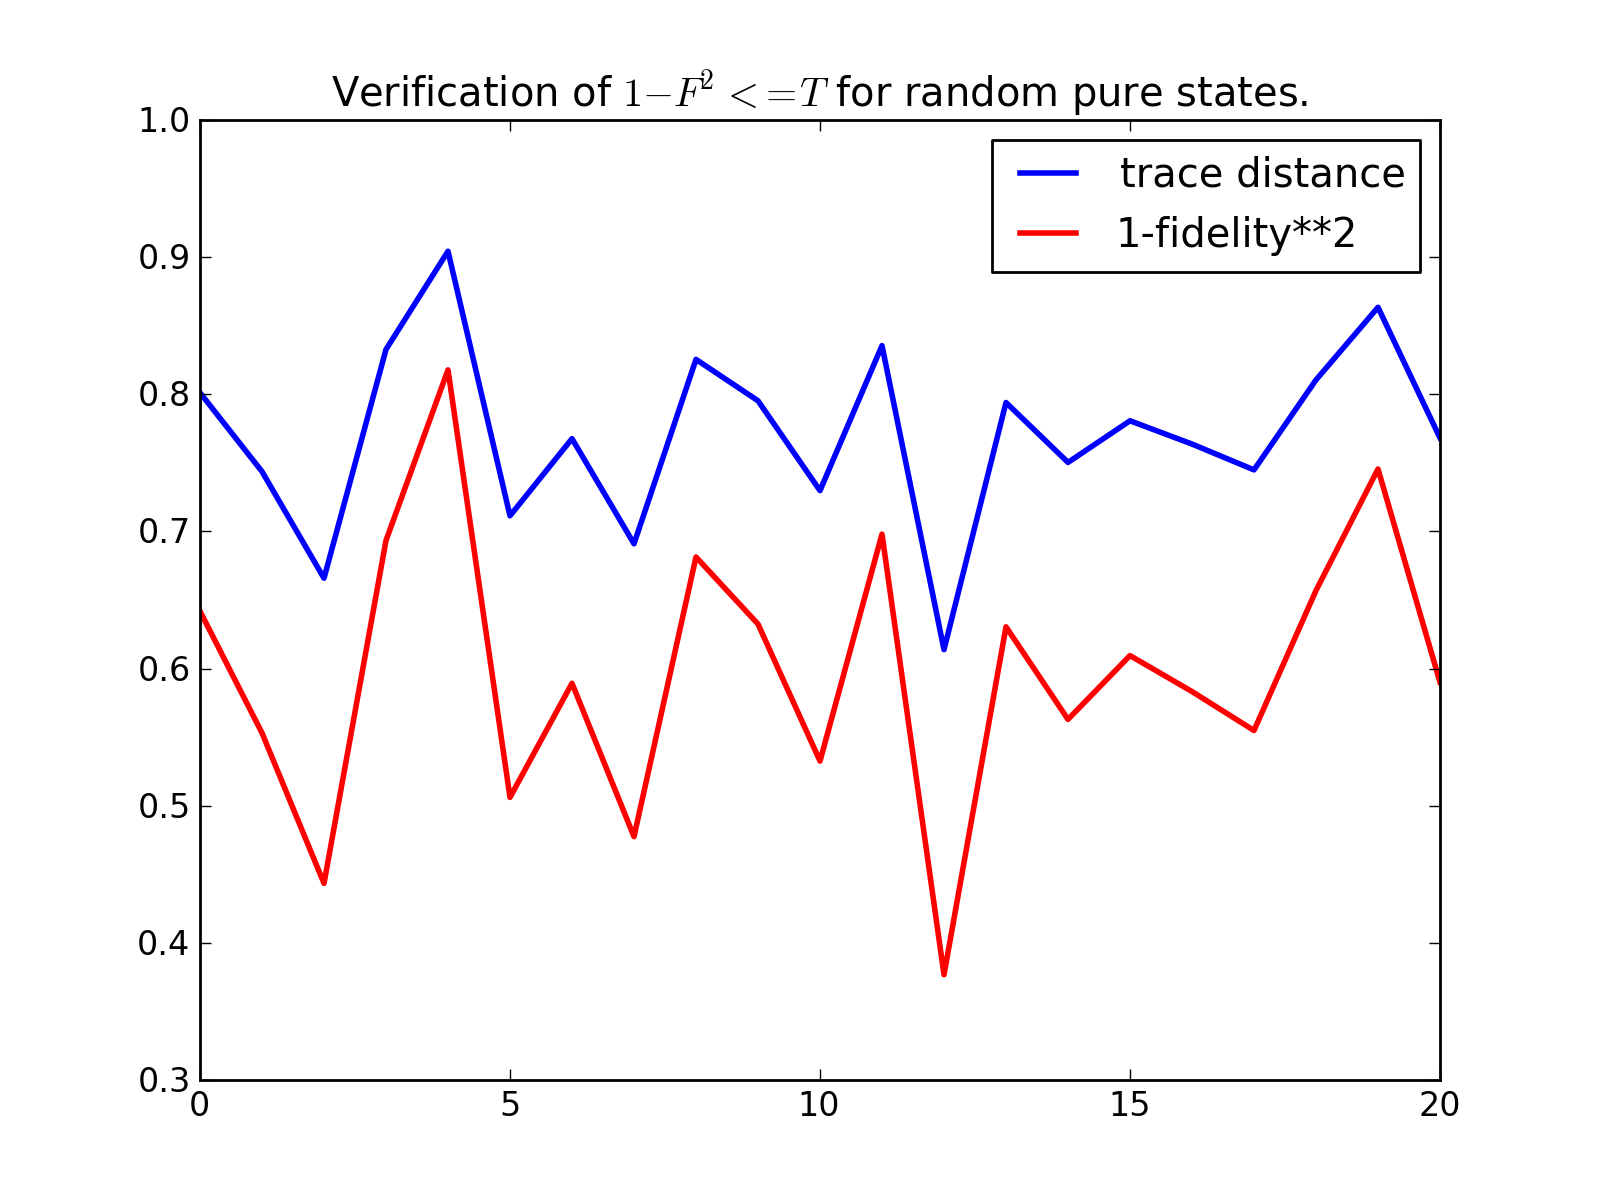 Verification of 1−F² <=T for random pure states.
trace distance
1-fidelity**2
1.0
0.9
0.8
0.7
0.6
0.5
0.4
0.3
0 5 10 15 20